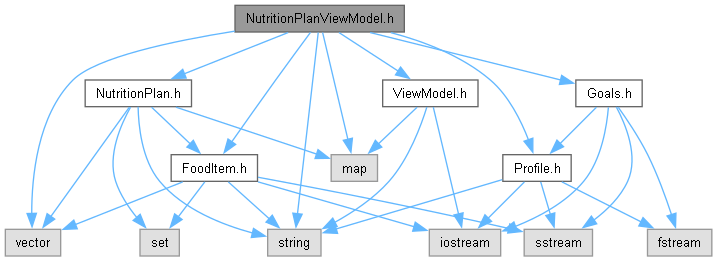 NutritionPlanViewModel.h
NutritionPlan.h
ViewModel.h
Goals.h
FoodItem.h
map
Profile.h
vector
set
string
iostream
sstream
fstream